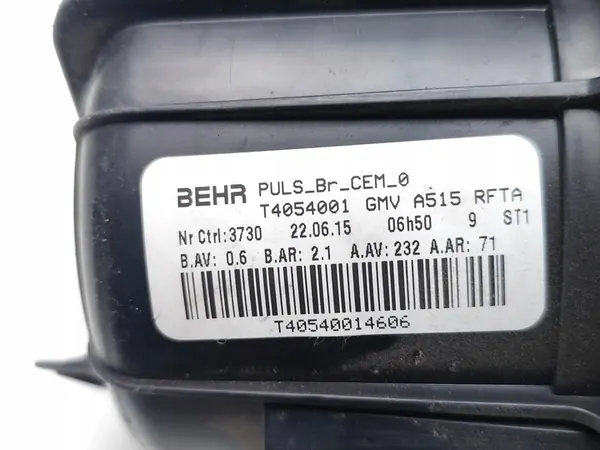 BEHR PULS_Br_CEM_0
T4054001 GMV A515 RFTA
Nr Ctrl:3730 22.06.15 06h50 9 ST1
B.AV: 0.6 B.AR: 2.1 A.AV: 232 A.AR: 71
T40540014606